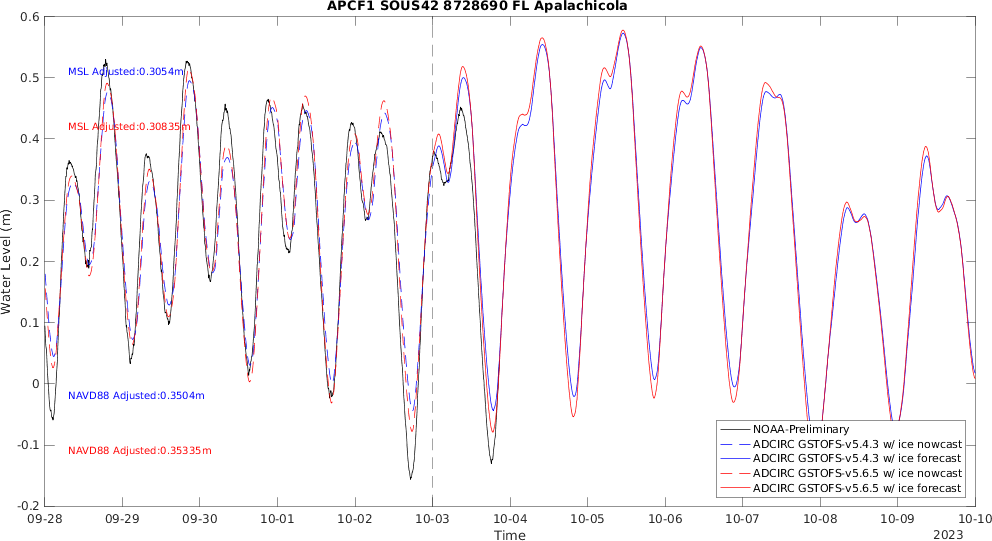 APCF1 SOUS42 8728690 FL Apalachicola
0.6
0.5
0.4
0.3
0.2
0.1
0
-0.1
-0.2
Water Level (m)
MSL Adjusted:0.3054m
MSL Adjusted:0.30835m
NAVD88 Adjusted:0.3504m
NAVD88 Adjusted:0.35335m
NOAA-Preliminary
ADCIRC GSTOFS-v5.4.3 w/ ice nowcast
ADCIRC GSTOFS-v5.4.3 w/ ice forecast
ADCIRC GSTOFS-v5.6.5 w/ ice nowcast
ADCIRC GSTOFS-v5.6.5 w/ ice forecast
09-28 09-29 09-30 10-01 10-02 10-03 10-04 10-05 10-06 10-07 10-08 10-09 10-10
Time
2023